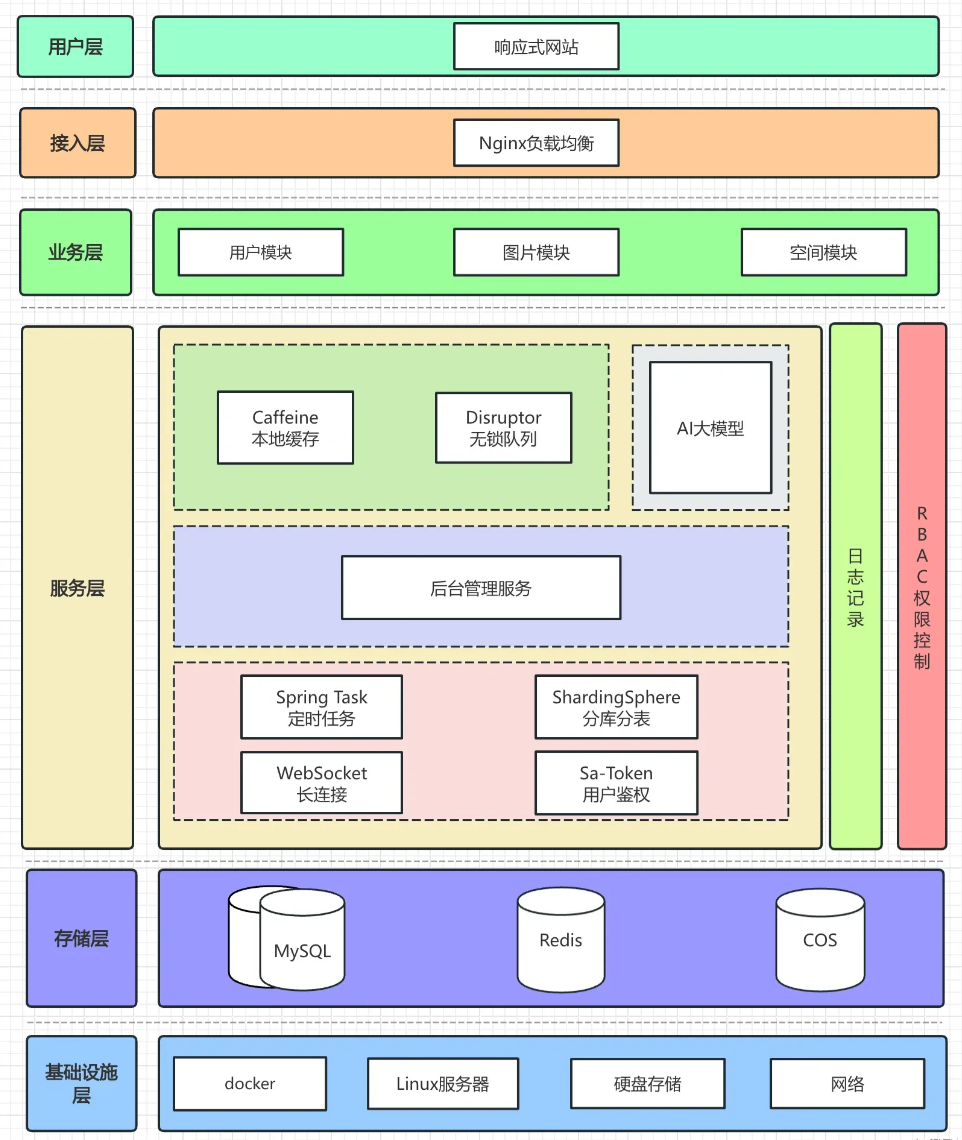 用户层
响应式网站
接入层
Nginx负载均衡
业务层
用户模块
图片模块
空间模块
服务层
Caffeine
本地缓存
Disruptor
无锁队列
AI大模型
后台管理服务
Spring Task
定时任务
ShardingSphere
分库分表
WebSocket
长连接
Sa-Token
用户鉴权
日志记录
RBAC权限控制
存储层
MySQL
Redis
COS
基础设施
层
docker
Linux服务器
硬盘存储
网络